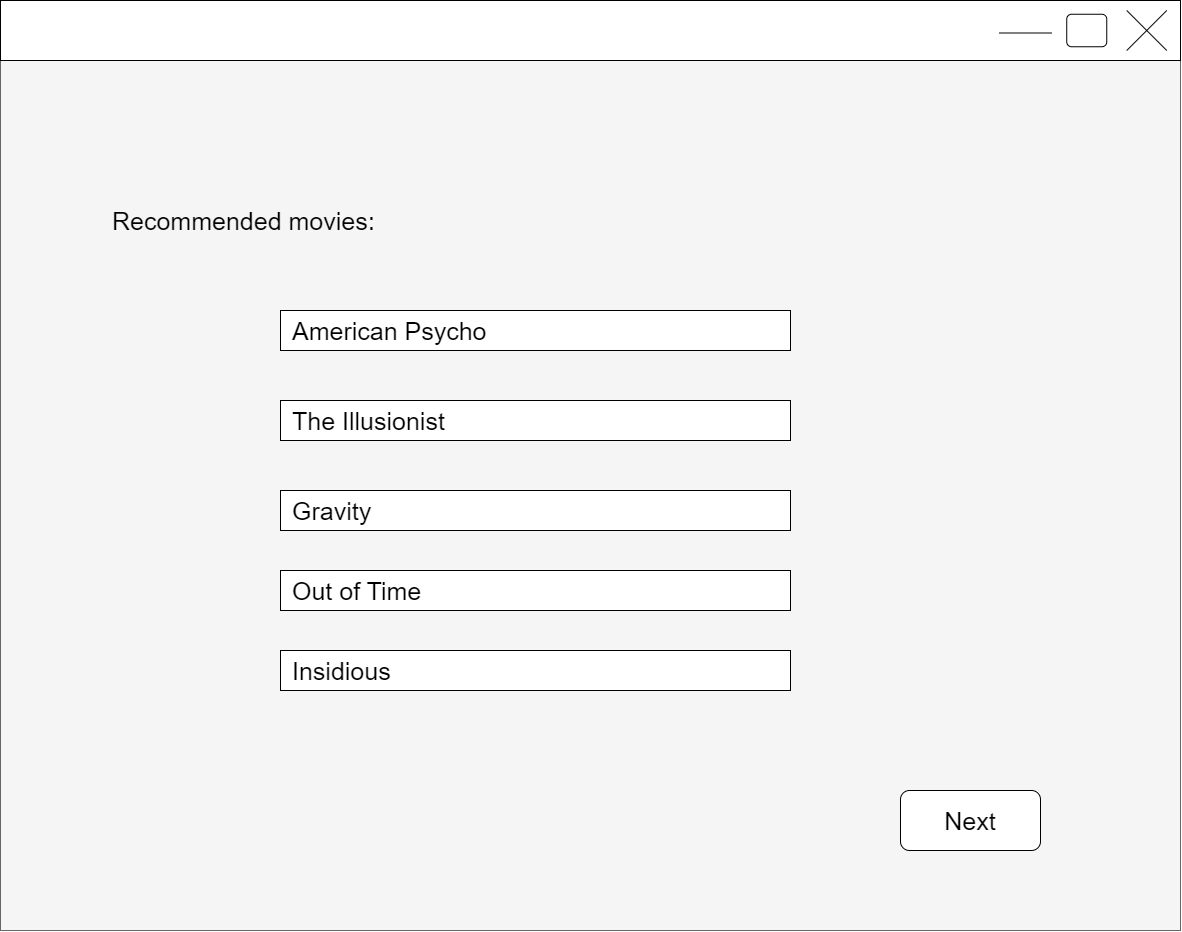 Recommended movies:
American Psycho
The Illusionist
Gravity
Out of Time
Insidious
Next